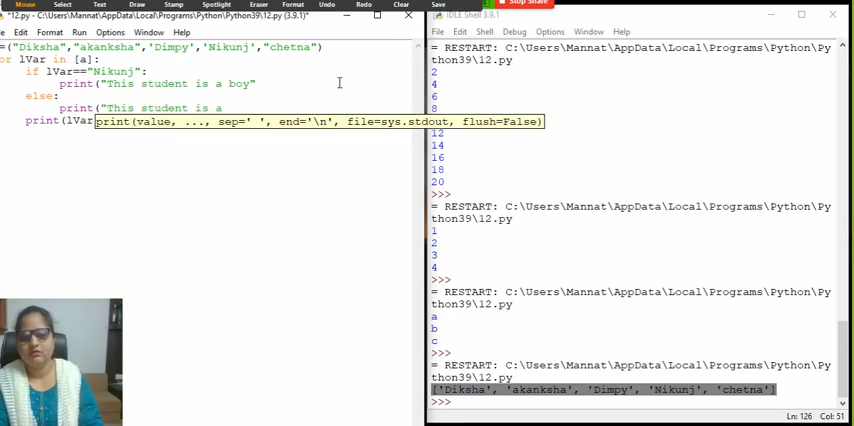 Mouse Select Text Draw Stamp Spotlight Eraser Format Undo Redo Clear Save
Stop Share
*12.py - C:\Users\Mannat\AppData\Local\Programs\Python\Python39\12.py (3.9.1)*
Edit Format Run Options Window Help
=("Diksha","akanksha",'Dimpy','Nikunj',"chetna")
or lVar in [a]:
if lVar=="Nikunj":
print("This student is a boy"
else:
print("This student is a
print(lVar
print(value, ..., sep=' ', end='\n', file=sys.stdout, flush=False)
IDLE Shell 3.9.1
File Edit Shell Debug Options Window Help
= RESTART: C:\Users\Mannat\AppData\Local\Programs\Python\Py
thon39\12.py
2
4
6
8
12
14
16
18
20
>>>
= RESTART: C:\Users\Mannat\AppData\Local\Programs\Python\Py
thon39\12.py
1
2
3
4
>>>
= RESTART: C:\Users\Mannat\AppData\Local\Programs\Python\Py
thon39\12.py
a
b
c
>>>
= RESTART: C:\Users\Mannat\AppData\Local\Programs\Python\Py
thon39\12.py
['Diksha', 'akanksha', 'Dimpy', 'Nikunj', 'chetna']
>>>
Ln: 126 Col: 51